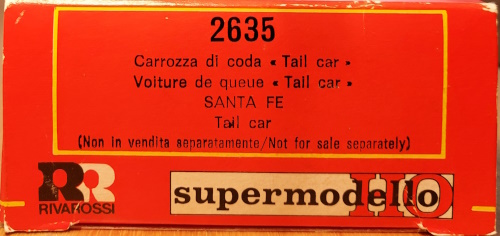 2635
Carrozza di coda « Tail car »
Voiture de queue « Tail car »
SANTA FE
Tail car
(Non in vendita separatamente/Not for sale separately)
RR
RIVAROSSI
supermodello HO